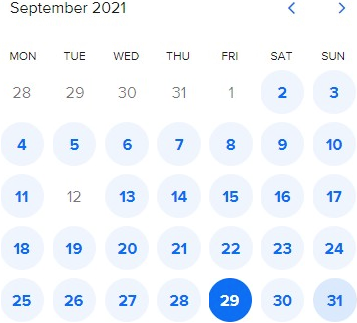 September 2021
MON TUE WED THU FRI SAT SUN
28 29 30 31 1 2 3
4 5 6 7 8 9 10
11 12 13 14 15 16 17
18 19 20 21 22 23 24
25 26 27 28 29 30 31